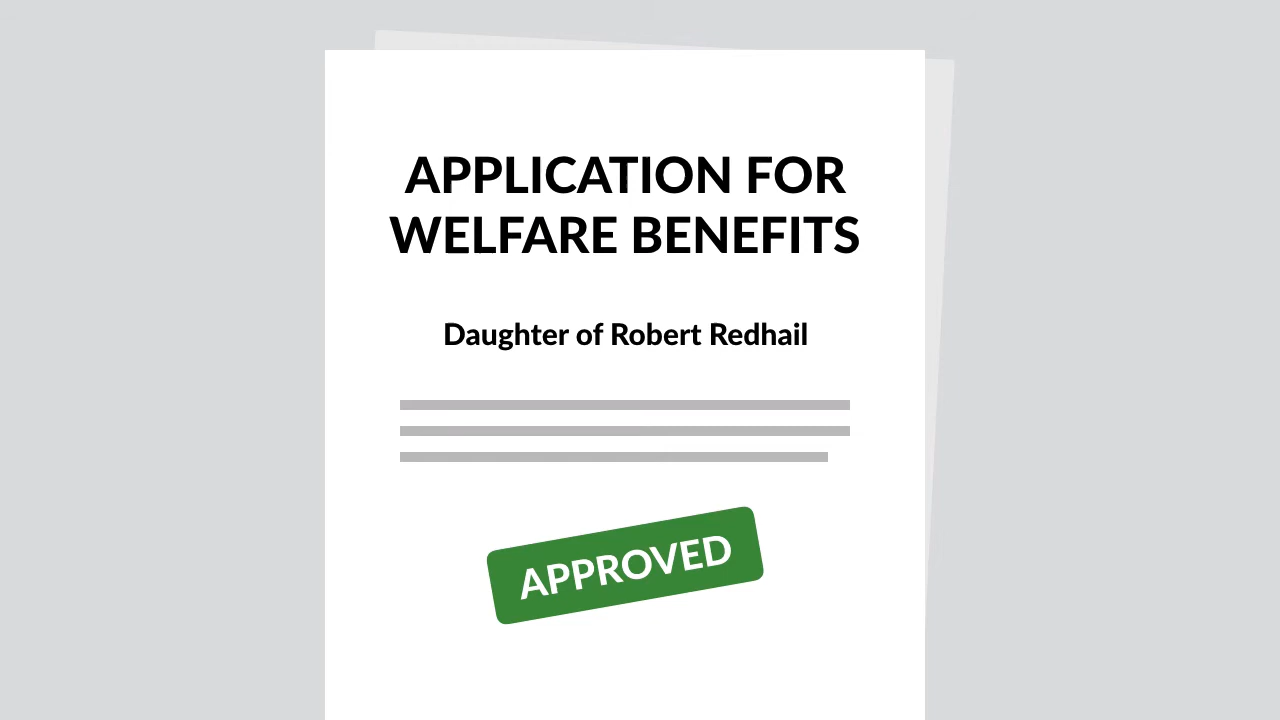 APPLICATION FOR
WELFARE BENEFITS
Daughter of Robert Redhail
APPROVED